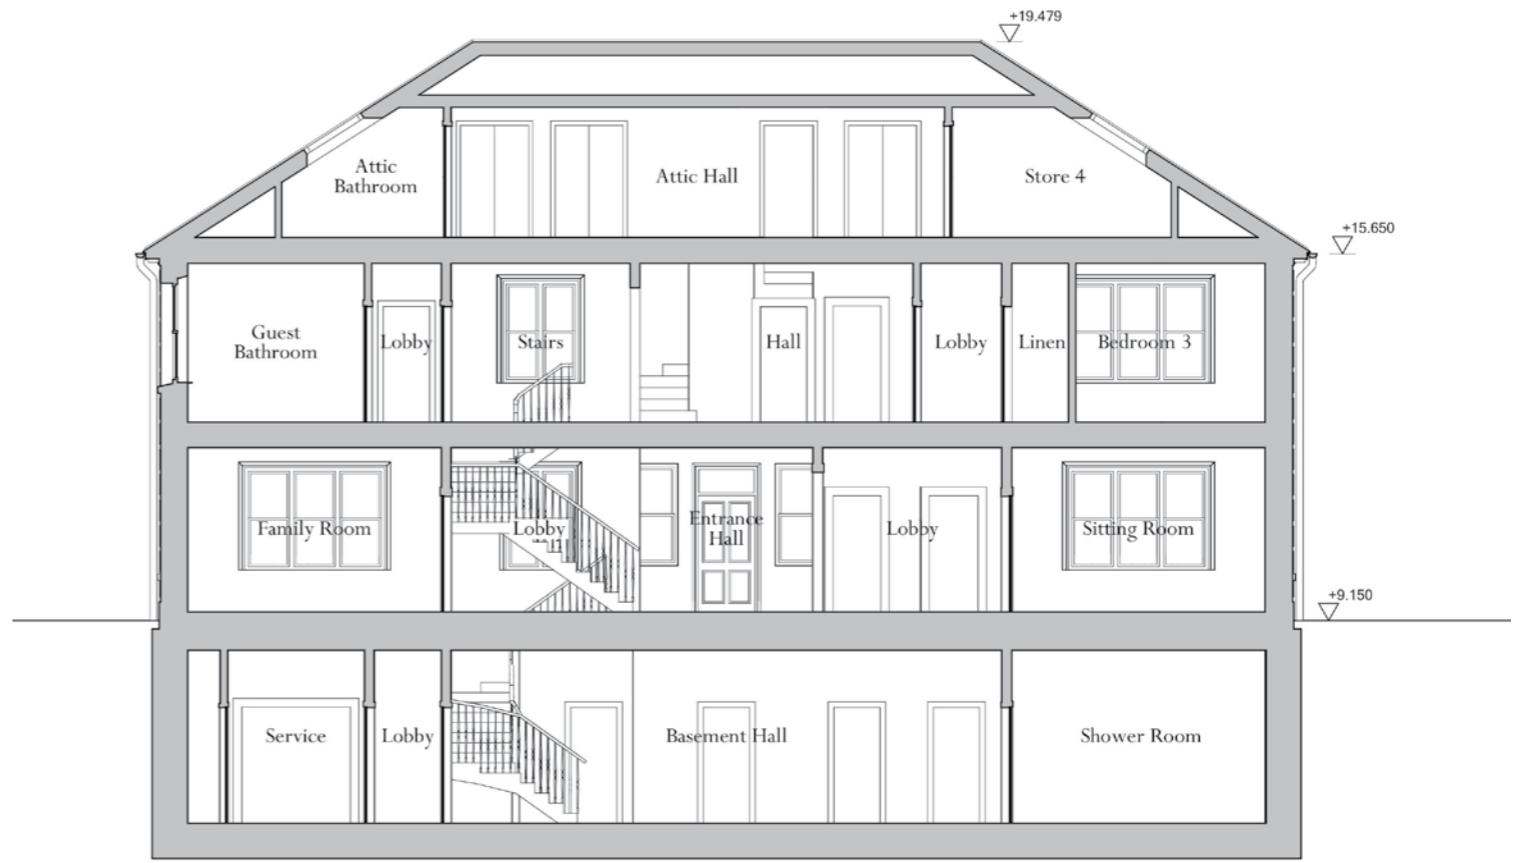 +19.479
Attic
Bathroom
Attic Hall
Store 4
+15.650
Guest
Bathroom
Lobby
Stairs
Hall
Lobby
Linen
Bedroom 3
Family Room
Lobby
Entrance
Hall
Lobby
Sitting Room
+9.150
Service
Lobby
Basement Hall
Shower Room